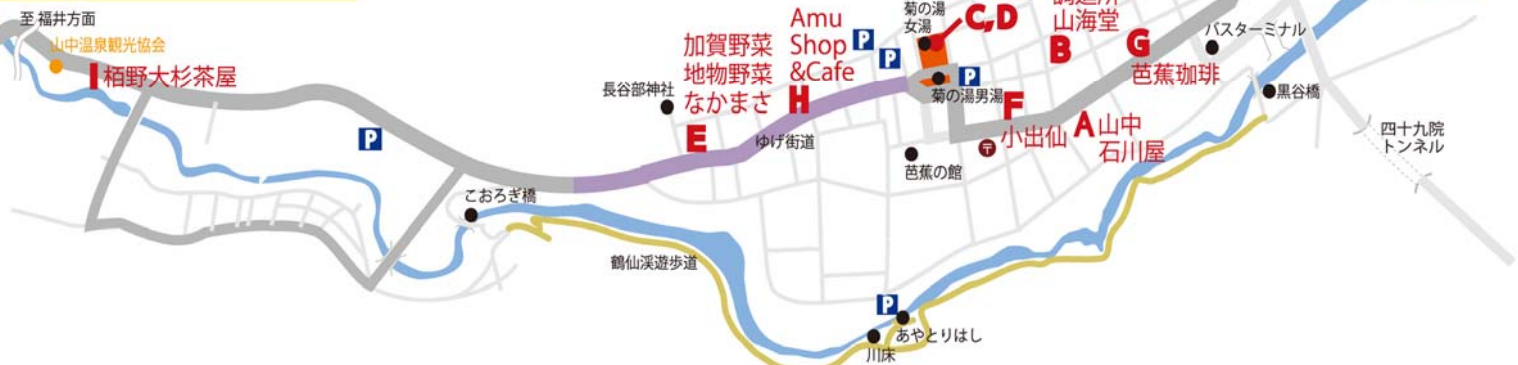 至 福井方面
山中温泉観光協会
I
栢野大杉茶屋
P
長谷部神社
加賀野菜
地物野菜
なかまさ
E
Amu
Shop
&Cafe
H
ゆげ街道
P
P
菊の湯
女湯
C,D
P
菊の湯男湯
山海堂
B
G
芭蕉珈琲
バスターミナル
F
小出仙
〒
A
山中
石川屋
黒谷橋
四十九院
トンネル
芭蕉の館
こおろぎ橋
鶴仙渓遊歩道
P
あやとりはし
川床